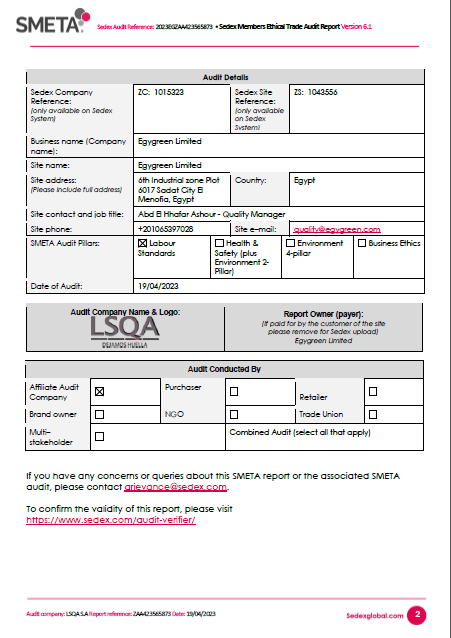 SMETA
Sedex Audit Reference: 2023EGZAA423565873 • Sedex Members Ethical Trade Audit Report Version 6.1
Audit Details
Sedex Company Reference:
(only available on Sedex System)
ZC: 1015323
Sedex Site Reference:
(only available on Sedex System)
ZS: 1043556
Business name (Company name):
Egygreen Limited
Site name:
Egygreen Limited
Site address:
(Please include full address)
6th Industrial zone Plot
6017 Sadat City El
Menofia, Egypt
Country:
Egypt
Site contact and job title:
Abd El Hhafar Ashour - Quality Manager
Site phone:
+201065397028
Site e-mail:
quality@egygreen.com
SMETA Audit Pillars:
☒ Labour Standards
☐ Health & Safety (plus Environment 2-Pillar)
☐ Environment 4-pillar
☐ Business Ethics
Date of Audit:
19/04/2023
Audit Company Name & Logo:
LSQA
DEJAMOS HUELLA
Report Owner (payer):
(If paid for by the customer of the site please remove for Sedex upload)
Egygreen Limited
Audit Conducted By
Affiliate Audit Company ☒
Purchaser ☐
Retailer ☐
Brand owner ☐
NGO ☐
Trade Union ☐
Multi–stakeholder ☐
Combined Audit (select all that apply)
If you have any concerns or queries about this SMETA report or the associated SMETA
audit, please contact grievance@sedex.com.
To confirm the validity of this report, please visit
https://www.sedex.com/audit-verifier/
Audit company: LSQA S.A Report reference: ZAA423565873 Date: 19/04/2023
Sedexglobal.com 2